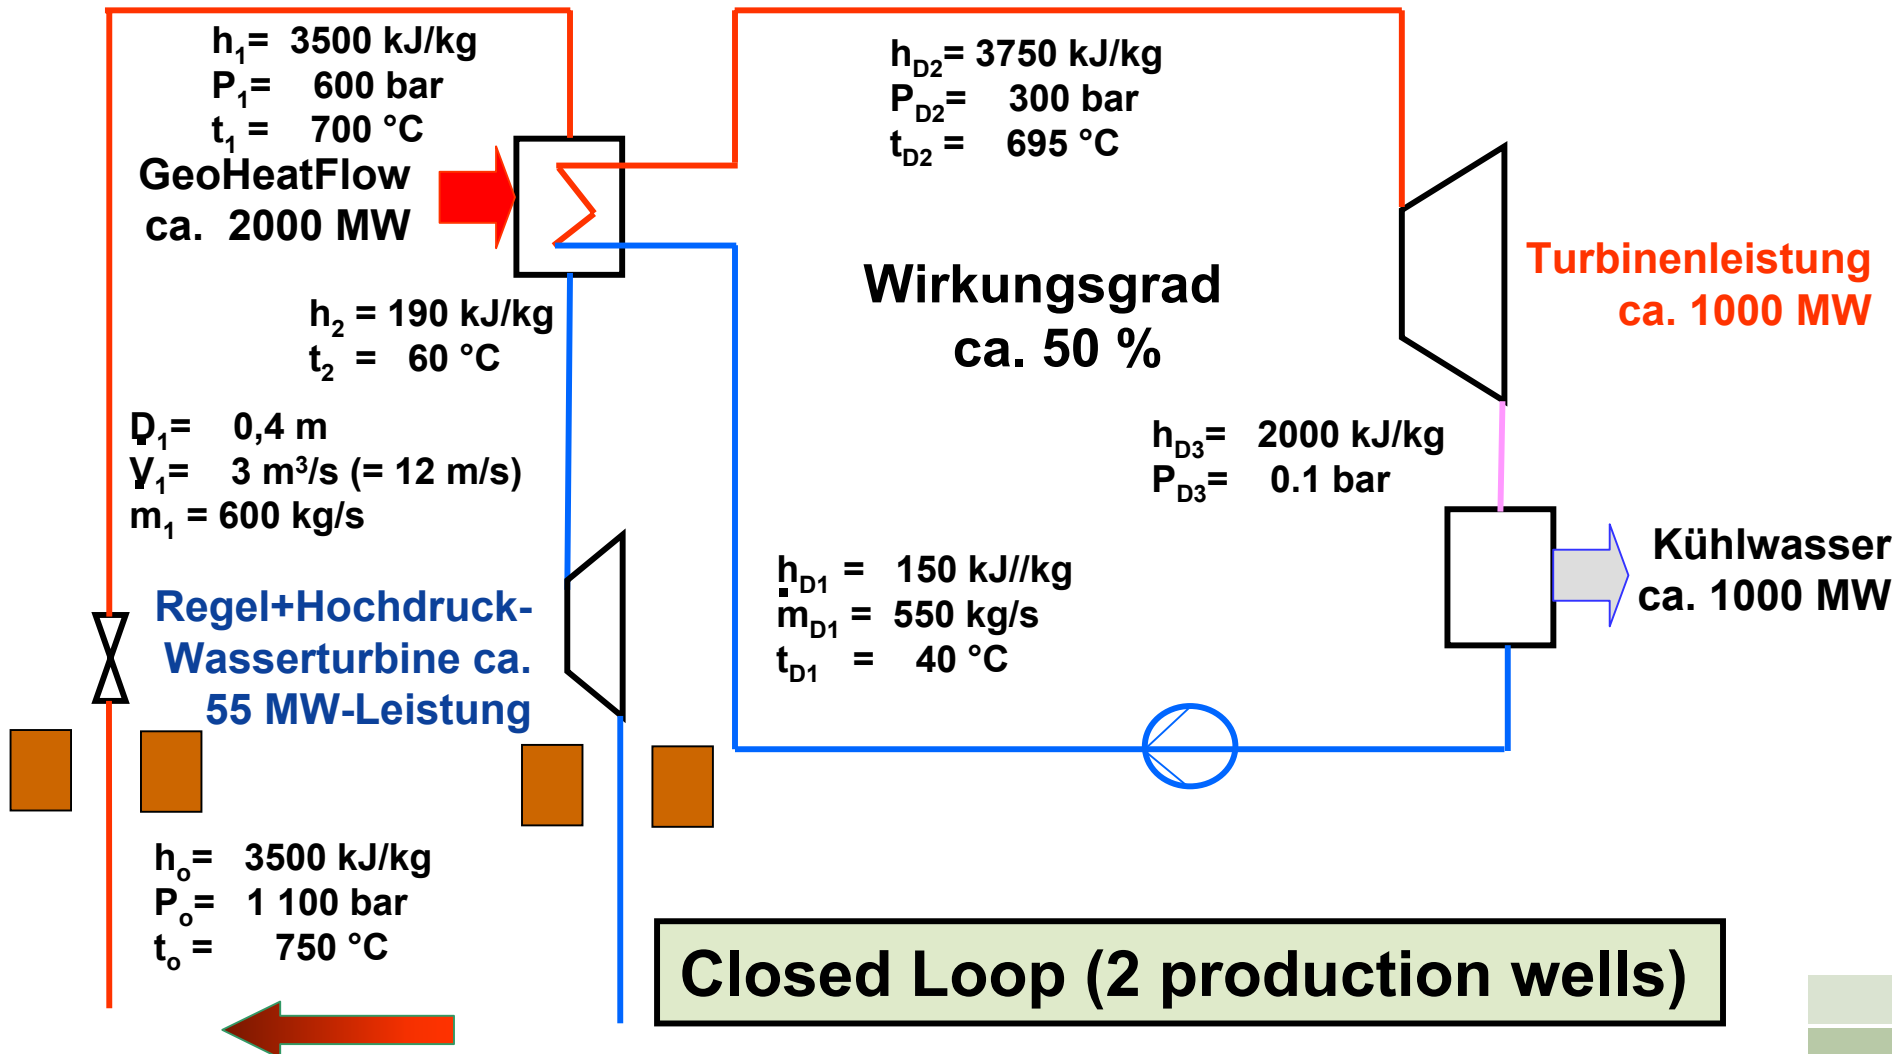 h1= 3500 kJ/kg
P1= 600 bar
t1 = 700 °C
GeoHeatFlow
ca. 2000 MW
hD2= 3750 kJ/kg
PD2= 300 bar
tD2 = 695 °C
Wirkungsgrad
ca. 50 %
Turbinenleistung
ca. 1000 MW
h2 = 190 kJ/kg
t2 = 60 °C
D1= 0,4 m
V̇1= 3 m³/s (= 12 m/s)
ṁ1 = 600 kg/s
hD3= 2000 kJ/kg
PD3= 0.1 bar
Kühlwasser
ca. 1000 MW
hD1 = 150 kJ//kg
ṁD1 = 550 kg/s
tD1 = 40 °C
Regel+Hochdruck-
Wasserturbine ca.
55 MW-Leistung
ho= 3500 kJ/kg
Po= 1 100 bar
to = 750 °C
Closed Loop (2 production wells)